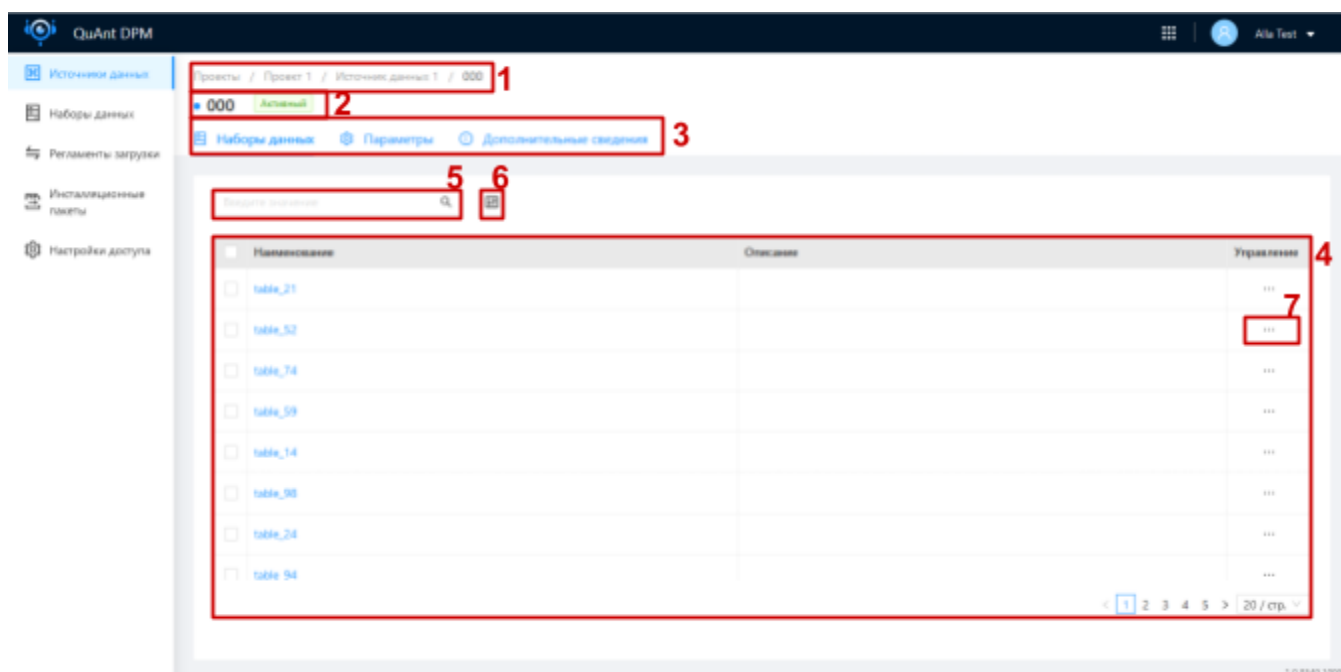 QuAnt DPM
Alla Test
Источники данных
Наборы данных
Регламенты загрузки
Инсталляционные
пакеты
Настройки доступа
Проекты / Проект 1 / Источник данных 1 / 000
1
000 Активный
2
Наборы данных Параметры Дополнительные сведения
3
5 6
Введите значение
Наименование Описание Управление
4
table_21 ...
7
table_52 ...
table_74 ...
table_59 ...
table_14 ...
table_98 ...
table_24 ...
table_94 ...
< 1 2 3 4 5 > 20 / стр.